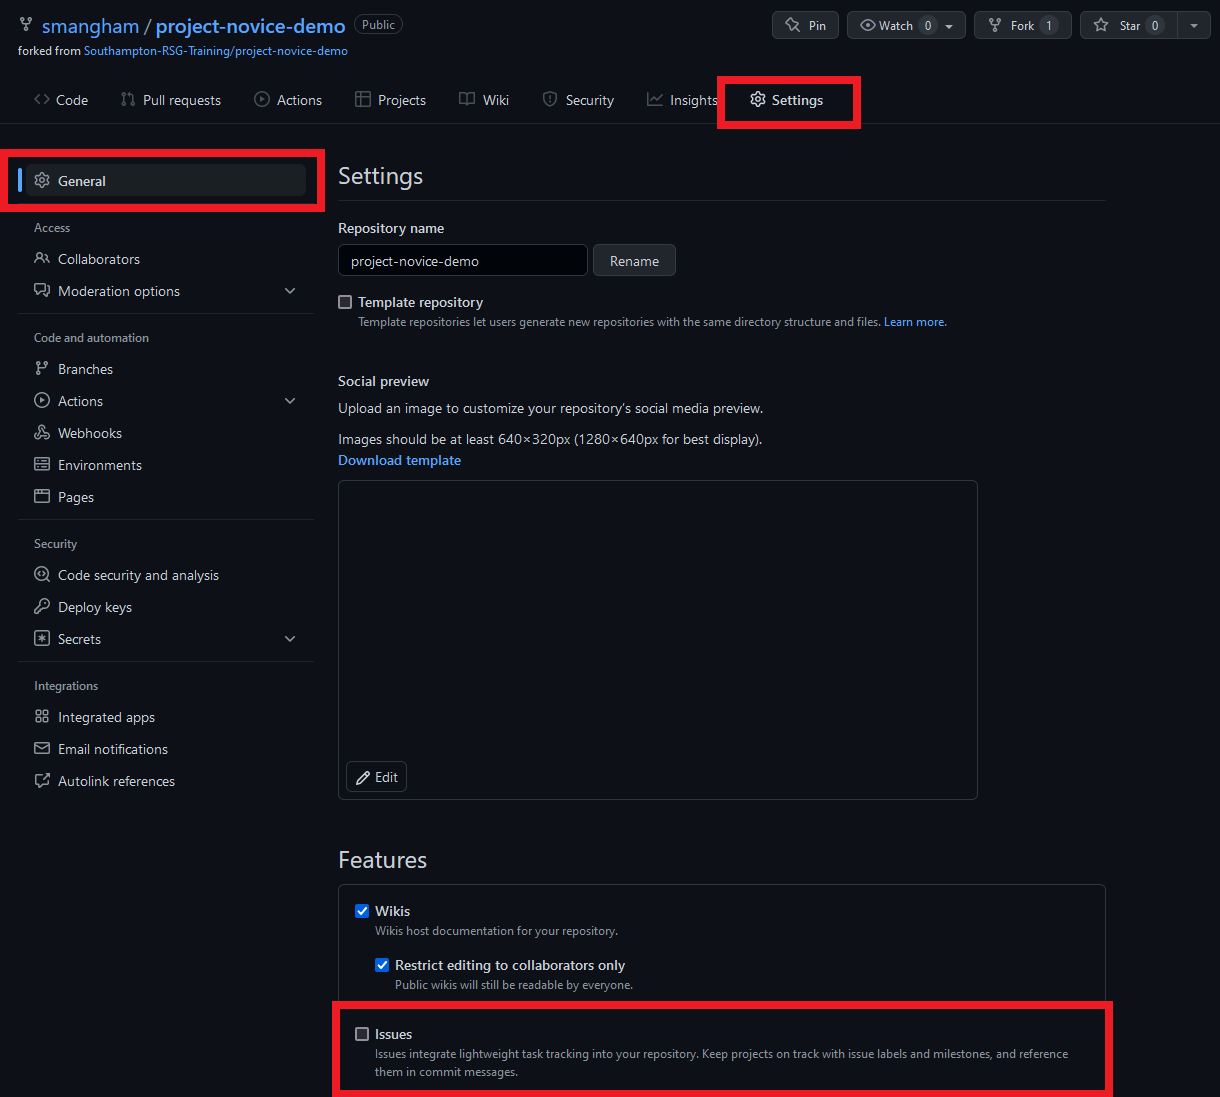 smangham / project-novice-demo Public
Pin Watch 0 Fork 1 Star 0
forked from Southampton-RSG-Training/project-novice-demo
Code Pull requests Actions Projects Wiki Security Insights Settings
General
Access
Collaborators
Moderation options
Code and automation
Branches
Actions
Webhooks
Environments
Pages
Security
Code security and analysis
Deploy keys
Secrets
Integrations
Integrated apps
Email notifications
Autolink references
Settings
Repository name
project-novice-demo Rename
Template repository
Template repositories let users generate new repositories with the same directory structure and files. Learn more.
Social preview
Upload an image to customize your repository’s social media preview.
Images should be at least 640×320px (1280×640px for best display).
Download template
Edit
Features
Wikis
Wikis host documentation for your repository.
Restrict editing to collaborators only
Public wikis will still be readable by everyone.
Issues
Issues integrate lightweight task tracking into your repository. Keep projects on track with issue labels and milestones, and reference
them in commit messages.